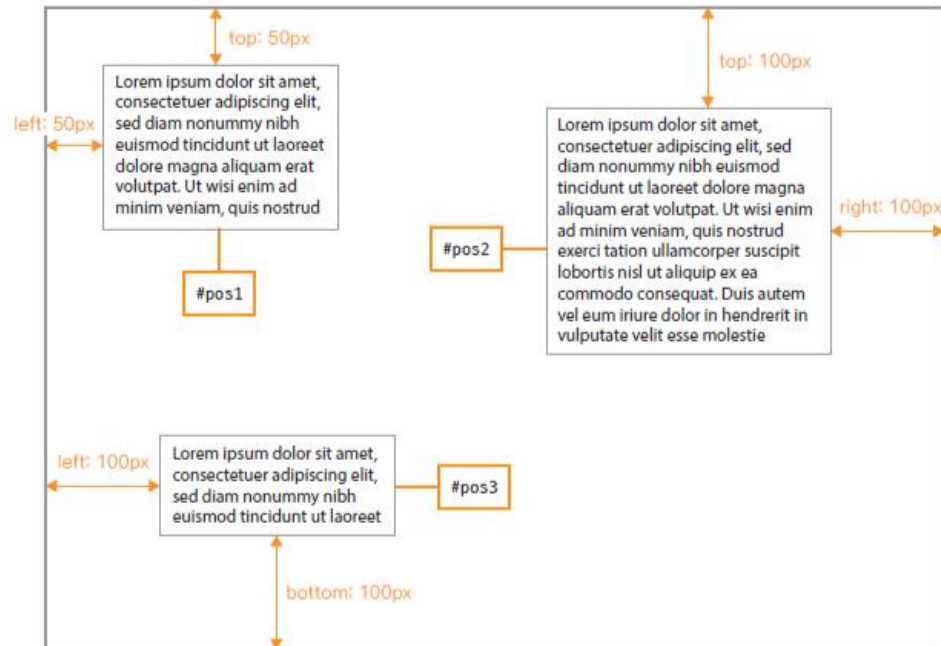 top: 50px
left: 50px
Lorem ipsum dolor sit amet,
consectetuer adipiscing elit,
sed diam nonummy nibh
euismod tincidunt ut laoreet
dolore magna aliquam erat
volutpat. Ut wisi enim ad
minim veniam, quis nostrud
#pos1
top: 100px
Lorem ipsum dolor sit amet,
consectetuer adipiscing elit, sed
diam nonummy nibh euismod
tincidunt ut laoreet dolore magna
aliquam erat volutpat. Ut wisi enim
ad minim veniam, quis nostrud
exerci tation ullamcorper suscipit
lobortis nisl ut aliquip ex ea
commodo consequat. Duis autem
vel eum iriure dolor in hendrerit in
vulputate velit esse molestie
right: 100px
#pos2
left: 100px
Lorem ipsum dolor sit amet,
consectetuer adipiscing elit,
sed diam nonummy nibh
euismod tincidunt ut laoreet
#pos3
bottom: 100px